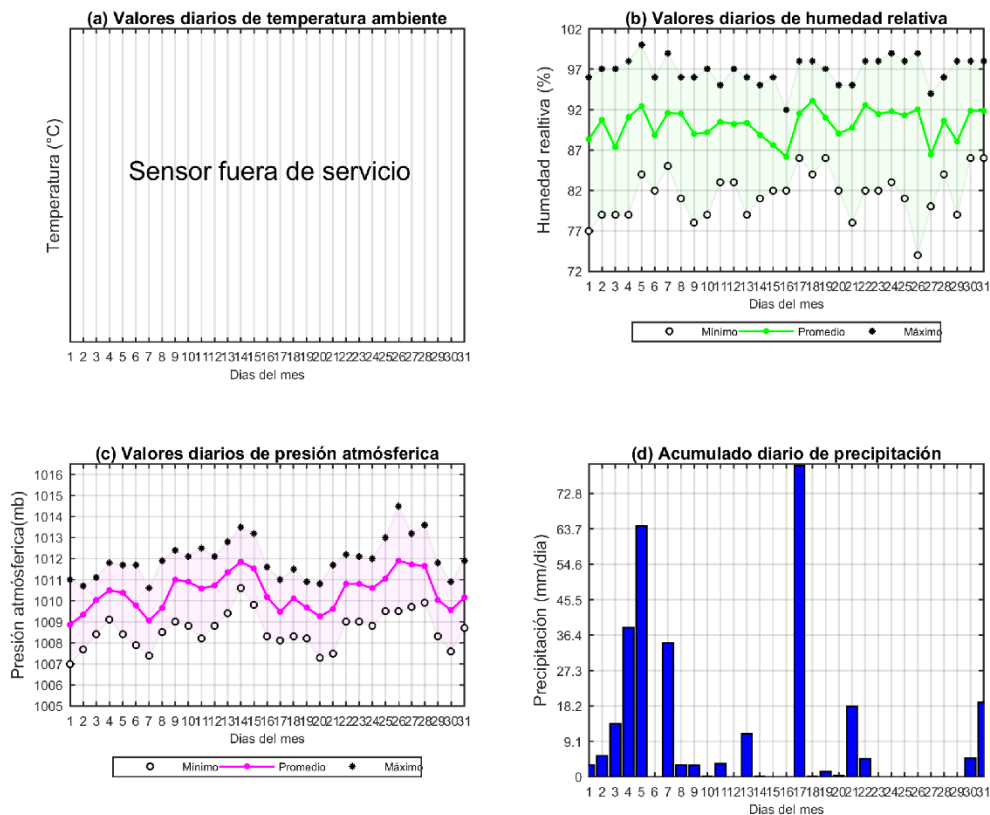 (a) Valores diarios de temperatura ambiente
Temperatura (°C)
Sensor fuera de servicio
1 2 3 4 5 6 7 8 9 10 11 12 13 14 15 16 17 18 19 20 21 22 23 24 25 26 27 28 29 30 31
Dias del mes
(b) Valores diarios de humedad relativa
Humedad realtiva (%)
102
97
92
87
82
77
72
1 2 3 4 5 6 7 8 9 10 11 12 13 14 15 16 17 18 19 20 21 22 23 24 25 26 27 28 29 30 31
Dias del mes
Mínimo Promedio Máximo
(c) Valores diarios de presión atmósferica
Presión atmósferica(mb)
1016
1015
1014
1013
1012
1011
1010
1009
1008
1007
1006
1005
1 2 3 4 5 6 7 8 9 10 11 12 13 14 15 16 17 18 19 20 21 22 23 24 25 26 27 28 29 30 31
Dias del mes
Mínimo Promedio Máximo
(d) Acumulado diario de precipitación
Precipitación (mm/dia)
72.8
63.7
54.6
45.5
36.4
27.3
18.2
9.1
0
1 2 3 4 5 6 7 8 9 10 11 12 13 14 15 16 17 18 19 20 21 22 23 24 25 26 27 28 29 30 31
Dias del mes